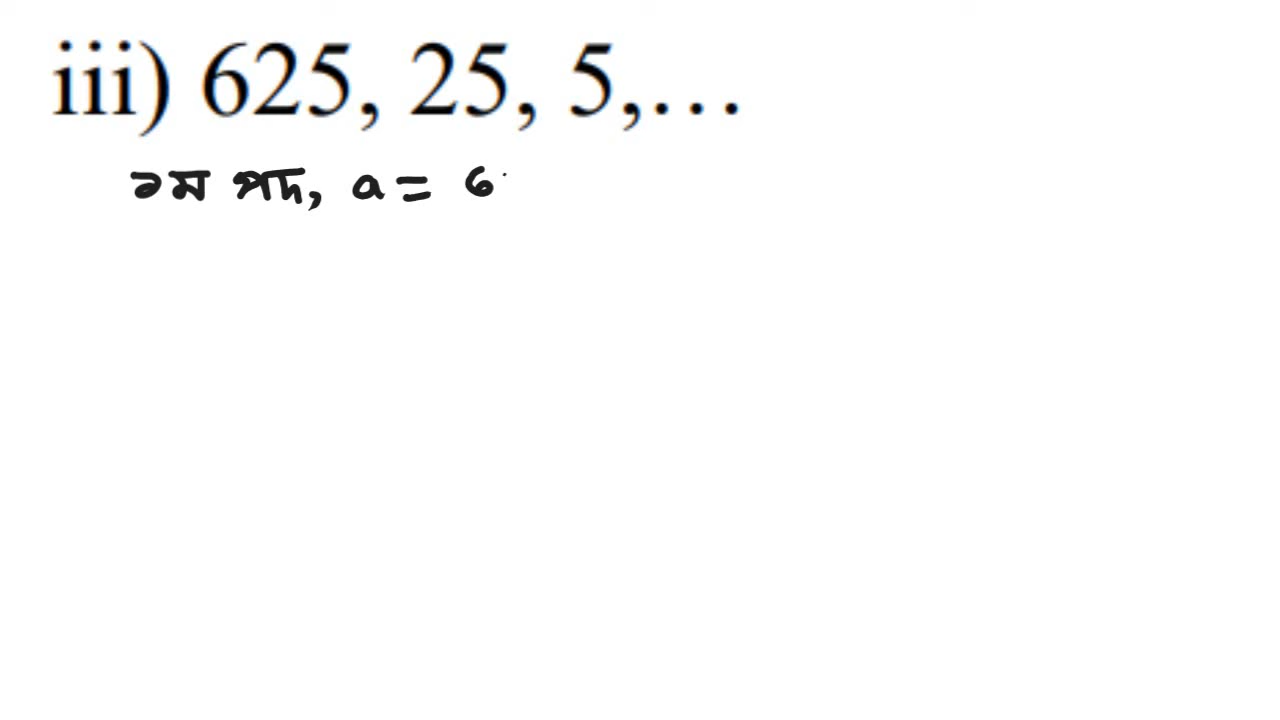 iii) 625, 25, 5,...
১ম পদ, a = 6